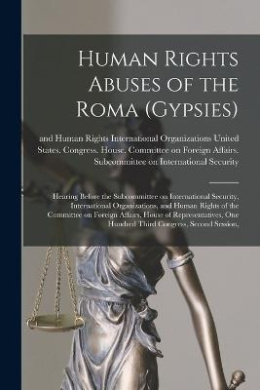 Human Rights
Abuses of the
Roma (Gypsies)
and Human Rights International Organizations United
States. Congress. House. Committee on Foreign Affairs.
Subcommittee on International Security
Hearing Before the Subcommittee on International Security,
International Organizations, and Human Rights of the
Committee on Foreign Affairs, House of Representatives, One
Hundred Third Congress, Second Session,